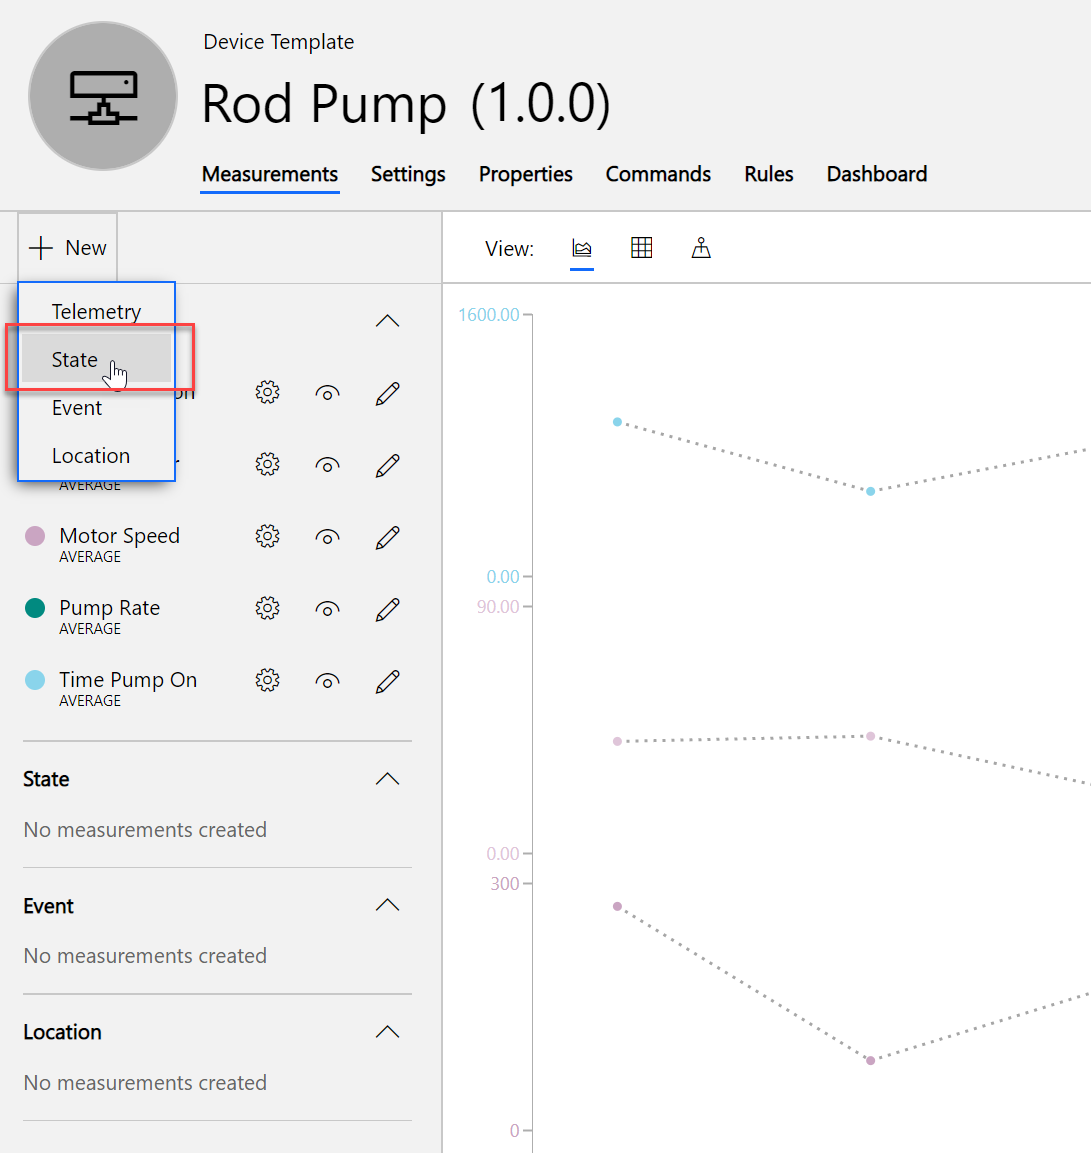 Device Template
Rod Pump (1.0.0)
Measurements Settings Properties Commands Rules Dashboard
New
View:
Telemetry
State
Event
Location
AVERAGE
Motor Speed
AVERAGE
Pump Rate
AVERAGE
Time Pump On
AVERAGE
State
No measurements created
Event
No measurements created
Location
No measurements created
1600.00
0.00
90.00
0.00
300
0